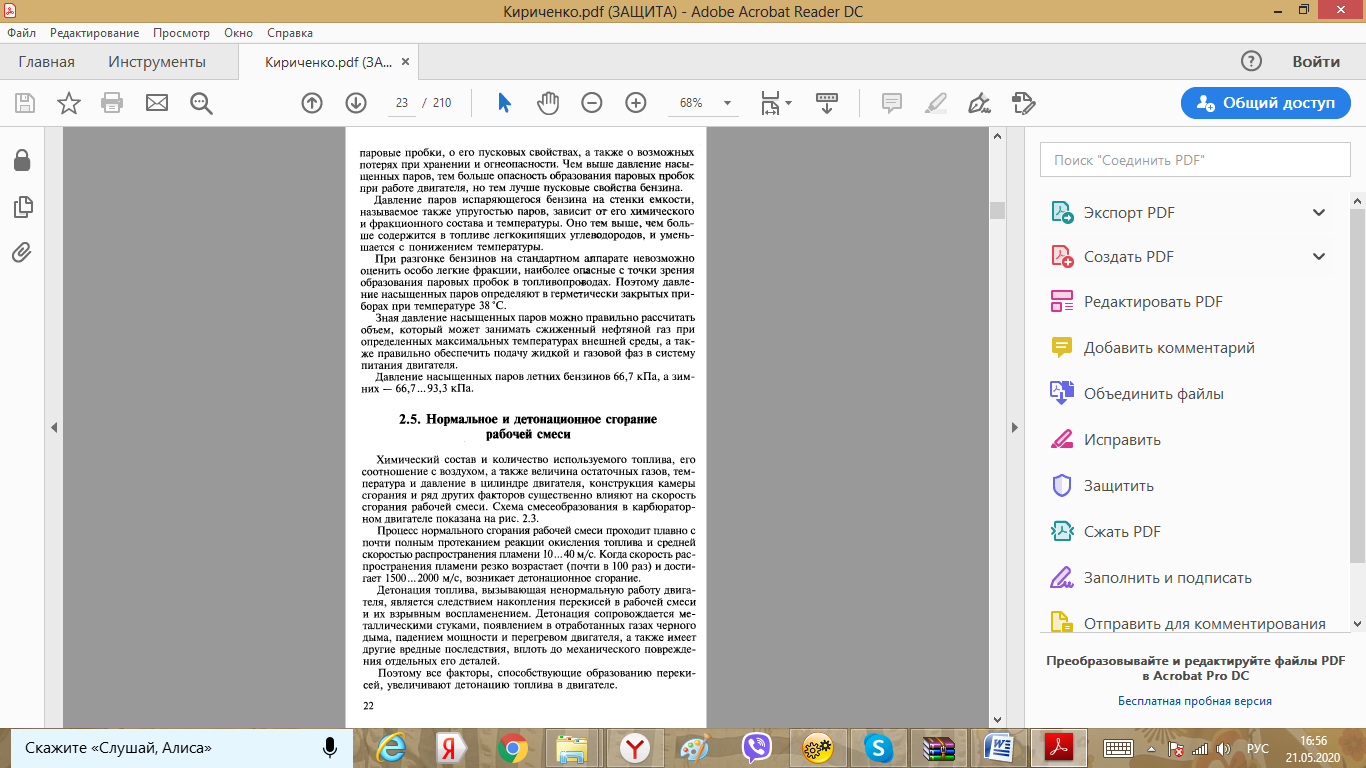 Кириченко.pdf (ЗАЩИТА) - Adobe Acrobat Reader DC
Файл Редактирование Просмотр Окно Справка
Главная Инструменты Кириченко.pdf (ЗА... × ? Войти
23 / 210 68% Общий доступ
паровые пробки, о его пусковых свойствах, а также о возможных
потерях при хранении и огнеопасности. Чем выше давление насы-
щенных паров, тем больше опасность образования паровых пробок
при работе двигателя, но тем лучше пусковые свойства бензина.
Давление паров испаряющегося бензина на стенки емкости,
называемое также упругостью паров, зависит от его химического
и фракционного состава и температуры. Оно тем выше, чем боль-
ше содержится в топливе легкокипящих углеводородов, и умень-
шается с понижением температуры.
При разгонке бензинов на стандартном аппарате невозможно
оценить особо легкие фракции, наиболее опасные с точки зрения
образования паровых пробок в топливопроводах. Поэтому давле-
ние насыщенных паров определяют в герметически закрытых при-
борах при температуре 38 °С.
Зная давление насыщенных паров можно правильно рассчитать
объем, который может занимать сжиженный нефтяной газ при
определенных максимальных температурах внешней среды, а так-
же правильно обеспечить подачу жидкой и газовой фаз в систему
питания двигателя.
Давление насыщенных паров летних бензинов 66,7 кПа, а зим-
них — 66,7...93,3 кПа.
2.5. Нормальное и детонационное сгорание
рабочей смеси
Химический состав и количество используемого топлива, его
соотношение с воздухом, а также величина остаточных газов, тем-
пература и давление в цилиндре двигателя, конструкция камеры
сгорания и ряд других факторов существенно влияют на скорость
сгорания рабочей смеси. Схема смесеобразования в карбюратор-
ном двигателе показана на рис. 2.3.
Процесс нормального сгорания рабочей смеси проходит плавно с
почти полным протеканием реакции окисления топлива и средней
скоростью распространения пламени 10...40 м/с. Когда скорость рас-
пространения пламени резко возрастает (почти в 100 раз) и дости-
гает 1500...2000 м/с, возникает детонационное сгорание.
Детонация топлива, вызывающая ненормальную работу двига-
теля, является следствием накопления перекисей в рабочей смеси
и их взрывным воспламенением. Детонация сопровождается ме-
таллическими стуками, появлением в отработанных газах черного
дыма, падением мощности и перегревом двигателя, а также имеет
другие вредные последствия, вплоть до механического поврежде-
ния отдельных его деталей.
Поэтому все факторы, способствующие образованию переки-
сей, увеличивают детонацию топлива в двигателе.
22
Поиск "Соединить PDF"
Экспорт PDF
Создать PDF
Редактировать PDF
Добавить комментарий
Объединить файлы
Исправить
Защитить
Сжать PDF
Заполнить и подписать
Отправить для комментирования
Преобразовывайте и редактируйте файлы PDF
в Acrobat Pro DC
Бесплатная пробная версия
Скажите «Слушай, Алиса»
РУС
16:56
21.05.2020